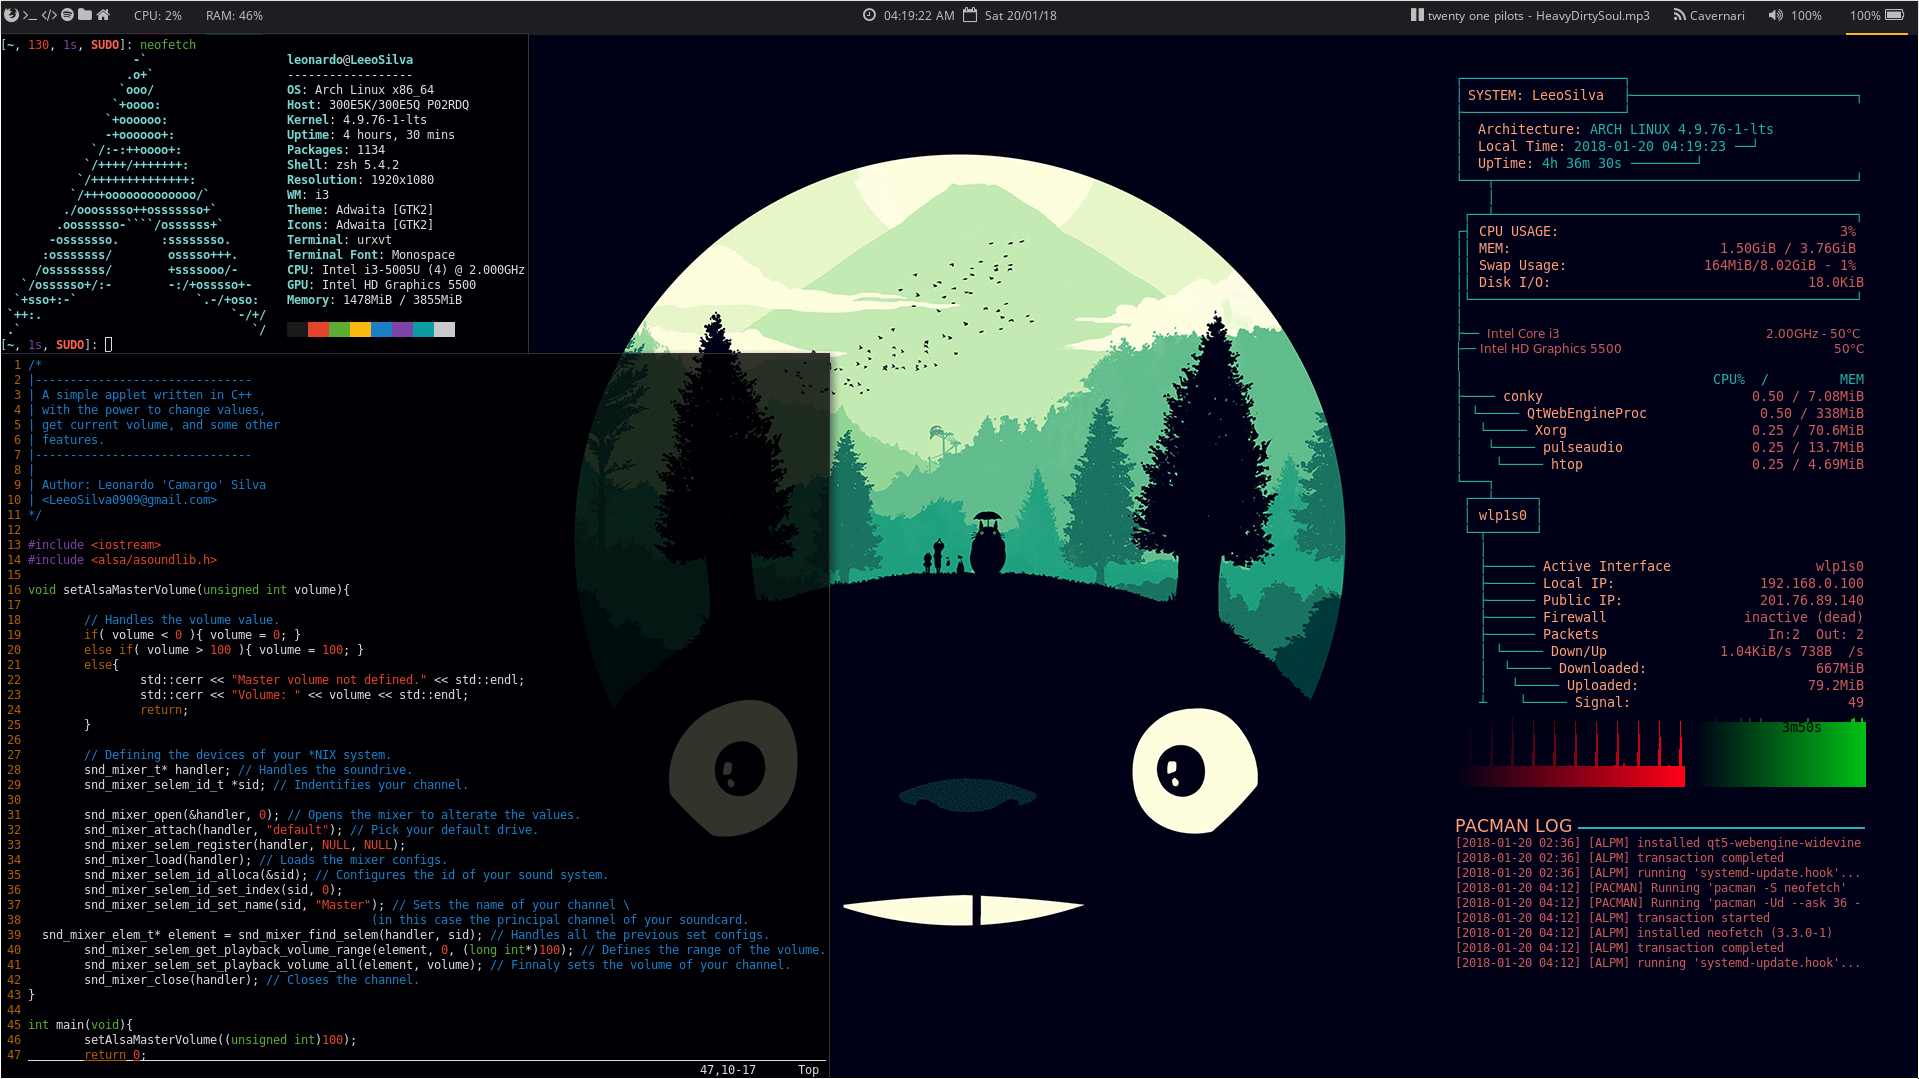 CPU: 2% RAM: 46% 04:19:22 AM Sat 20/01/18 twenty one pilots - HeavyDirtySoul.mp3 Cavernari 100% 100%
[~, 130, 1s, SUDO]: neofetch
leonardo@LeeoSilva
------------------
OS: Arch Linux x86_64
Host: 300E5K/300E5Q P02RDQ
Kernel: 4.9.76-1-lts
Uptime: 4 hours, 30 mins
Packages: 1134
Shell: zsh 5.4.2
Resolution: 1920x1080
WM: i3
Theme: Adwaita [GTK2]
Icons: Adwaita [GTK2]
Terminal: urxvt
Terminal Font: Monospace
CPU: Intel i3-5005U (4) @ 2.000GHz
GPU: Intel HD Graphics 5500
Memory: 1478MiB / 3855MiB
[~, 1s, SUDO]:
1 /*
2 |-------------------------------
3 | A simple applet written in C++
4 | with the power to change values,
5 | get current volume, and some other
6 | features.
7 |-------------------------------
8 |
9 | Author: Leonardo 'Camargo' Silva
10 | <LeeoSilva0909@gmail.com>
11 */
12
13 #include <iostream>
14 #include <alsa/asoundlib.h>
15
16 void setAlsaMasterVolume(unsigned int volume){
17
18 // Handles the volume value.
19 if( volume < 0 ){ volume = 0; }
20 else if( volume > 100 ){ volume = 100; }
21 else{
22 std::cerr << "Master volume not defined." << std::endl;
23 std::cerr << "Volume: " << volume << std::endl;
24 return;
25 }
26
27 // Defining the devices of your *NIX system.
28 snd_mixer_t* handler; // Handles the soundrive.
29 snd_mixer_selem_id_t *sid; // Indentifies your channel.
30
31 snd_mixer_open(&handler, 0); // Opens the mixer to alterate the values.
32 snd_mixer_attach(handler, "default"); // Pick your default drive.
33 snd_mixer_selem_register(handler, NULL, NULL);
34 snd_mixer_load(handler); // Loads the mixer configs.
35 snd_mixer_selem_id_alloca(&sid); // Configures the id of your sound system.
36 snd_mixer_selem_id_set_index(sid, 0);
37 snd_mixer_selem_id_set_name(sid, "Master"); // Sets the name of your channel \
38 (in this case the principal channel of your soundcard.
39 snd_mixer_elem_t* element = snd_mixer_find_selem(handler, sid); // Handles all the previous set configs.
40 snd_mixer_selem_get_playback_volume_range(element, 0, (long int*)100); // Defines the range of the volume.
41 snd_mixer_selem_set_playback_volume_all(element, volume); // Finnaly sets the volume of your channel.
42 snd_mixer_close(handler); // Closes the channel.
43 }
44
45 int main(void){
46 setAlsaMasterVolume((unsigned int)100);
47 return 0;
47,10-17 Top
SYSTEM: LeeoSilva
Architecture: ARCH LINUX 4.9.76-1-lts
Local Time: 2018-01-20 04:19:23
UpTime: 4h 36m 30s
CPU USAGE: 3%
MEM: 1.50GiB / 3.76GiB
Swap Usage: 164MiB/8.02GiB - 1%
Disk I/O: 18.0KiB
Intel Core i3 2.00GHz - 50°C
Intel HD Graphics 5500 50°C
CPU% / MEM
conky 0.50 / 7.08MiB
QtWebEngineProc 0.50 / 338MiB
Xorg 0.25 / 70.6MiB
pulseaudio 0.25 / 13.7MiB
htop 0.25 / 4.69MiB
wlp1s0
Active Interface wlp1s0
Local IP: 192.168.0.100
Public IP: 201.76.89.140
Firewall inactive (dead)
Packets In:2 Out: 2
Down/Up 1.04KiB/s 738B /s
Downloaded: 667MiB
Uploaded: 79.2MiB
Signal: 49
3m50s
PACMAN LOG
[2018-01-20 02:36] [ALPM] installed qt5-webengine-widevine
[2018-01-20 02:36] [ALPM] transaction completed
[2018-01-20 02:36] [ALPM] running 'systemd-update.hook'...
[2018-01-20 04:12] [PACMAN] Running 'pacman -S neofetch'
[2018-01-20 04:12] [PACMAN] Running 'pacman -Ud --ask 36 -
[2018-01-20 04:12] [ALPM] transaction started
[2018-01-20 04:12] [ALPM] installed neofetch (3.3.0-1)
[2018-01-20 04:12] [ALPM] transaction completed
[2018-01-20 04:12] [ALPM] running 'systemd-update.hook'...